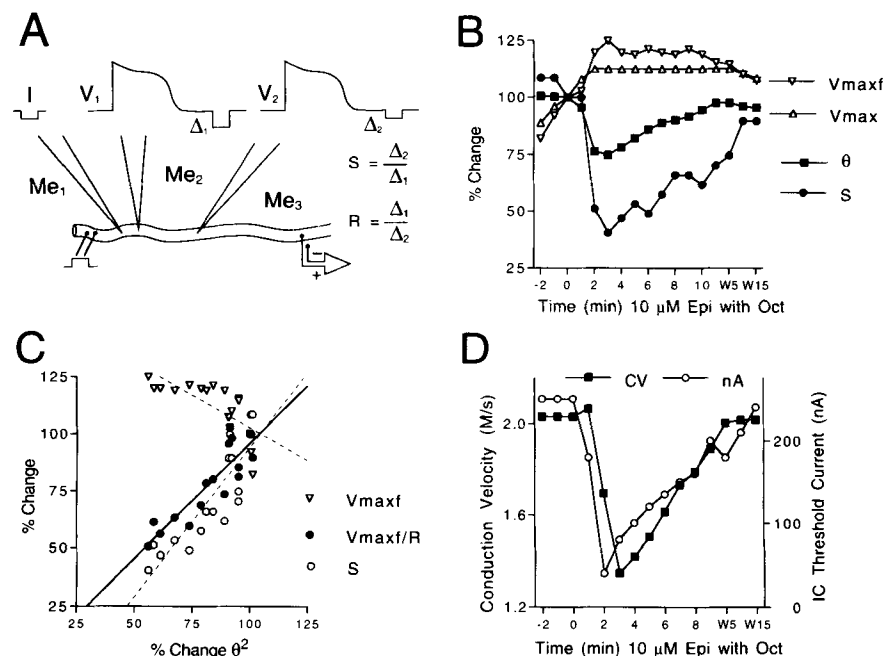 A
I
V1
V2
Δ1
Δ2
Me1
Me2
Me3
S = Δ2/Δ1
R = Δ1/Δ2
−
+
B
125
100
75
50
25
% Change
-2 0 2 4 6 8 10 W5 W15
Time (min) 10 μM Epi with Oct
Vmaxf
Vmax
θ
S
C
125
100
75
50
25
% Change
25 50 75 100 125
% Change θ²
Vmaxf
Vmaxf/R
S
D
CV
nA
2.0
1.6
1.2
Conduction Velocity (M/s)
200
100
0
IC Threshold Current (nA)
-2 0 2 4 6 8 W5 W15
Time (min) 10 μM Epi with Oct